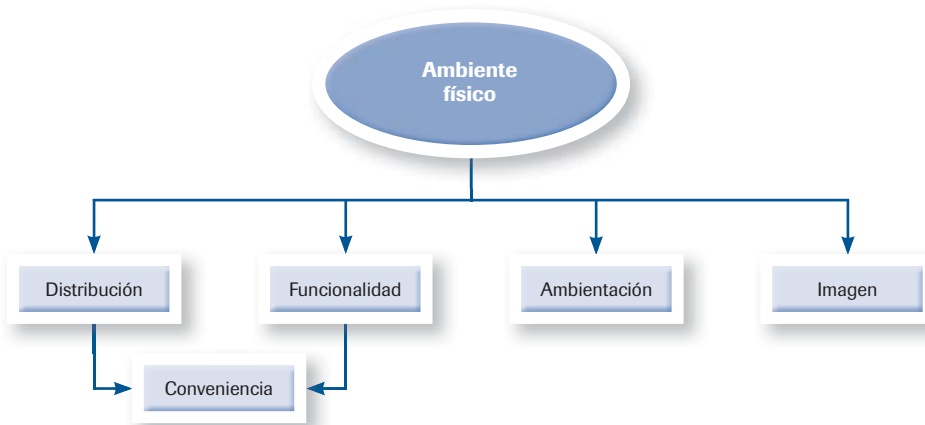 Ambiente
físico
Distribución
Funcionalidad
Ambientación
Imagen
Conveniencia